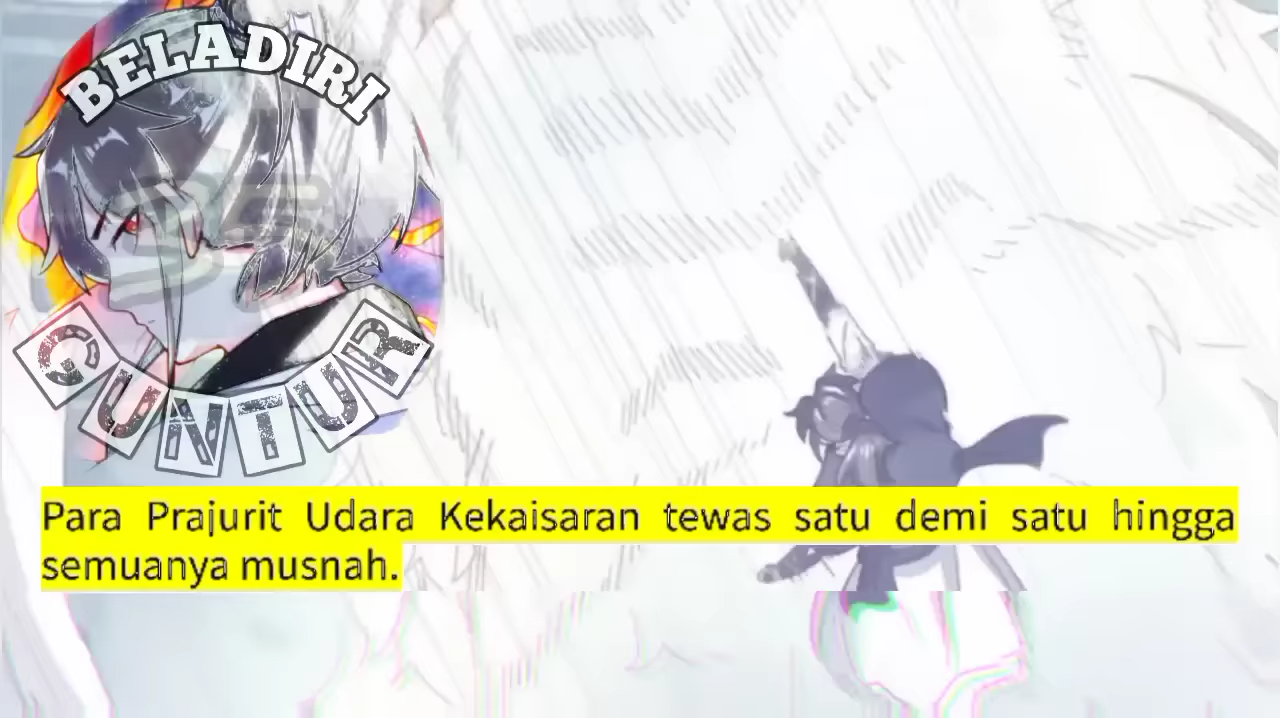 BELADIRI
GUNTUR
Para Prajurit Udara Kekaisaran tewas satu demi satu hingga
semuanya musnah.